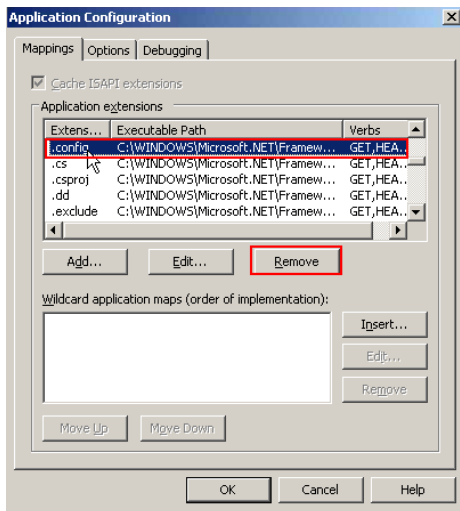 Application Configuration
Mappings Options Debugging
Cache ISAPI extensions
Application extensions
Extens... Executable Path Verbs
.config C:\WINDOWS\Microsoft.NET\Framew... GET,HEA...
.cs C:\WINDOWS\Microsoft.NET\Framew... GET,HEA...
.csproj C:\WINDOWS\Microsoft.NET\Framew... GET,HEA...
.dd C:\WINDOWS\Microsoft.NET\Framew... GET,HEA...
.exclude C:\WINDOWS\Microsoft.NET\Framew... GET,HEA...
Add... Edit... Remove
Wildcard application maps (order of implementation):
Insert...
Edit...
Remove
Move Up Move Down
OK Cancel Help